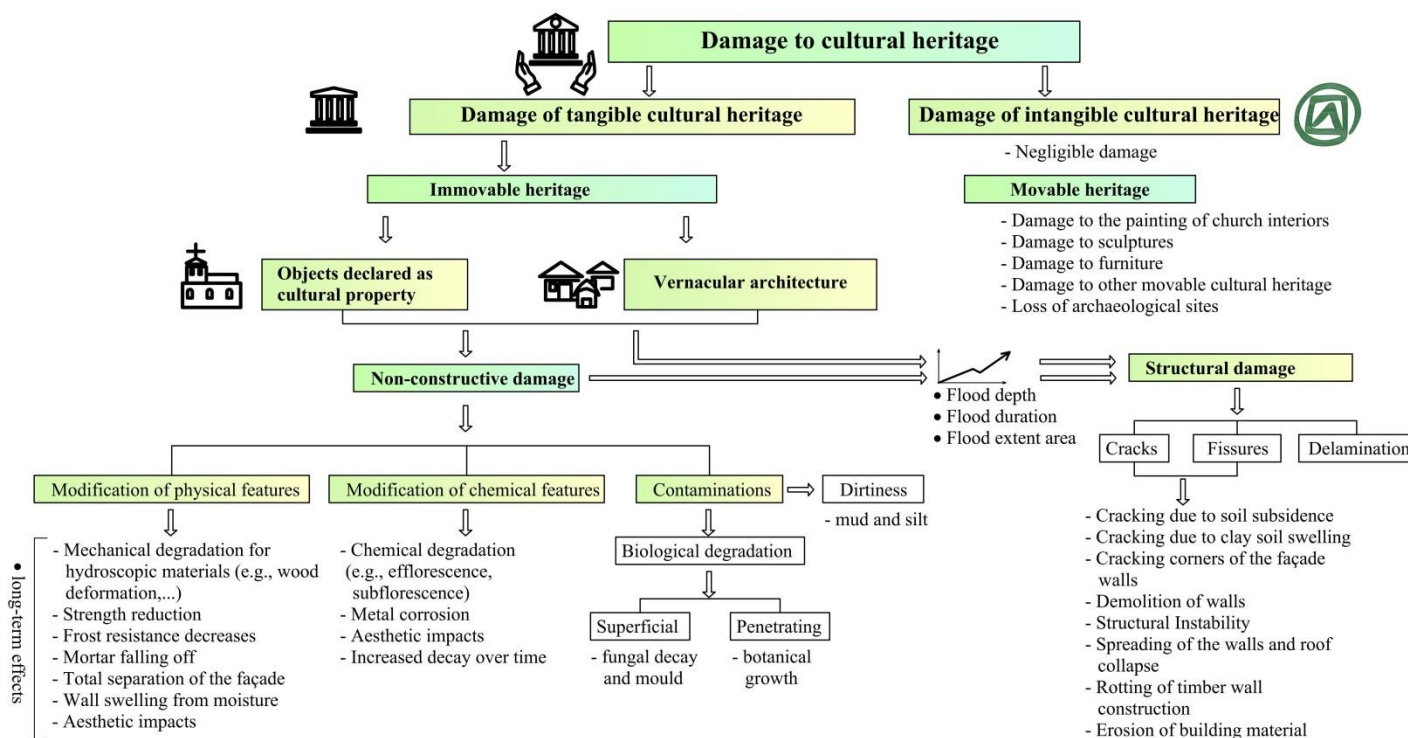 Damage to cultural heritage
Damage of tangible cultural heritage
Damage of intangible cultural heritage
- Negligible damage
Immovable heritage
Movable heritage
- Damage to the painting of church interiors
- Damage to sculptures
- Damage to furniture
- Damage to other movable cultural heritage
- Loss of archaeological sites
Objects declared as
cultural property
Vernacular architecture
Non-constructive damage
• Flood depth
• Flood duration
• Flood extent area
Structural damage
Cracks
Fissures
Delamination
- Cracking due to soil subsidence
- Cracking due to clay soil swelling
- Cracking corners of the façade
walls
- Demolition of walls
- Structural Instability
- Spreading of the walls and roof
collapse
- Rotting of timber wall
construction
- Erosion of building material
Modification of physical features
- Mechanical degradation for
hydroscopic materials (e.g., wood
deformation,...)
- Strength reduction
- Frost resistance decreases
- Mortar falling off
- Total separation of the façade
- Wall swelling from moisture
- Aesthetic impacts
• long-term effects
Modification of chemical features
- Chemical degradation
(e.g., efflorescence,
subflorescence)
- Metal corrosion
- Aesthetic impacts
- Increased decay over time
Contaminations
Dirtiness
- mud and silt
Biological degradation
Superficial
- fungal decay
and mould
Penetrating
- botanical
growth